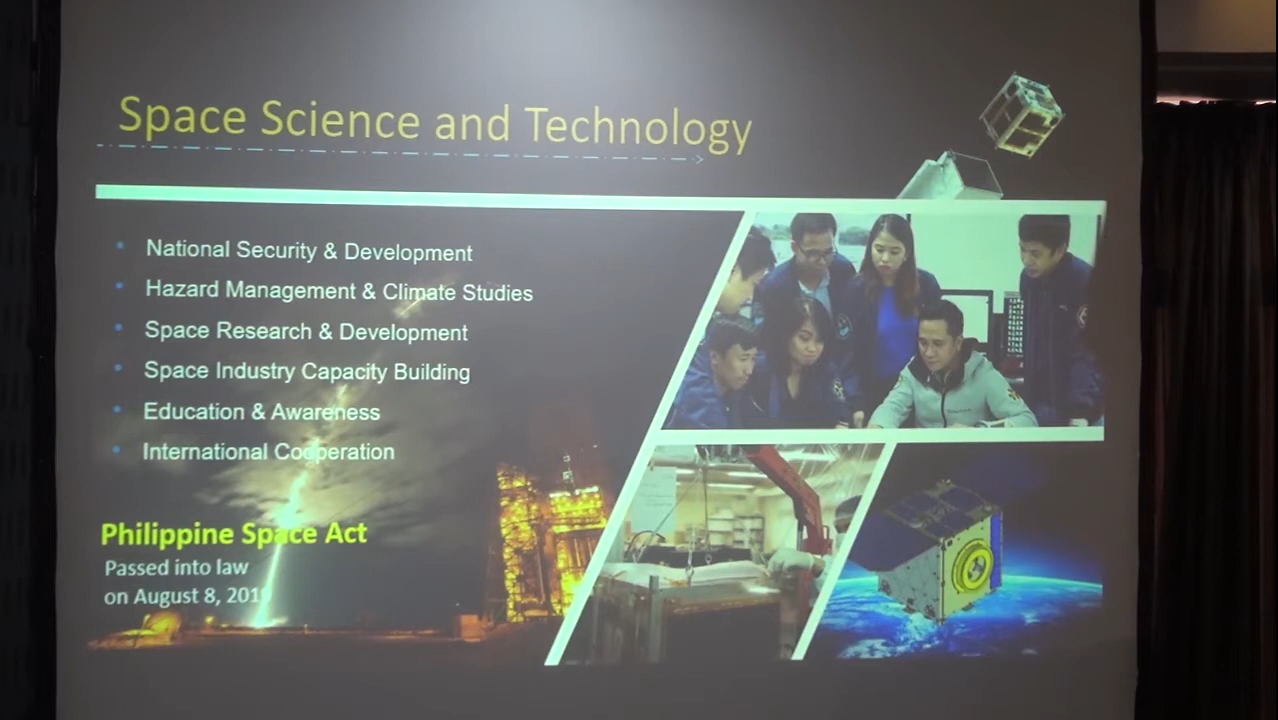 Space Science and Technology
• National Security & Development
• Hazard Management & Climate Studies
• Space Research & Development
• Space Industry Capacity Building
• Education & Awareness
• International Cooperation
Philippine Space Act
Passed into law
on August 8, 2019